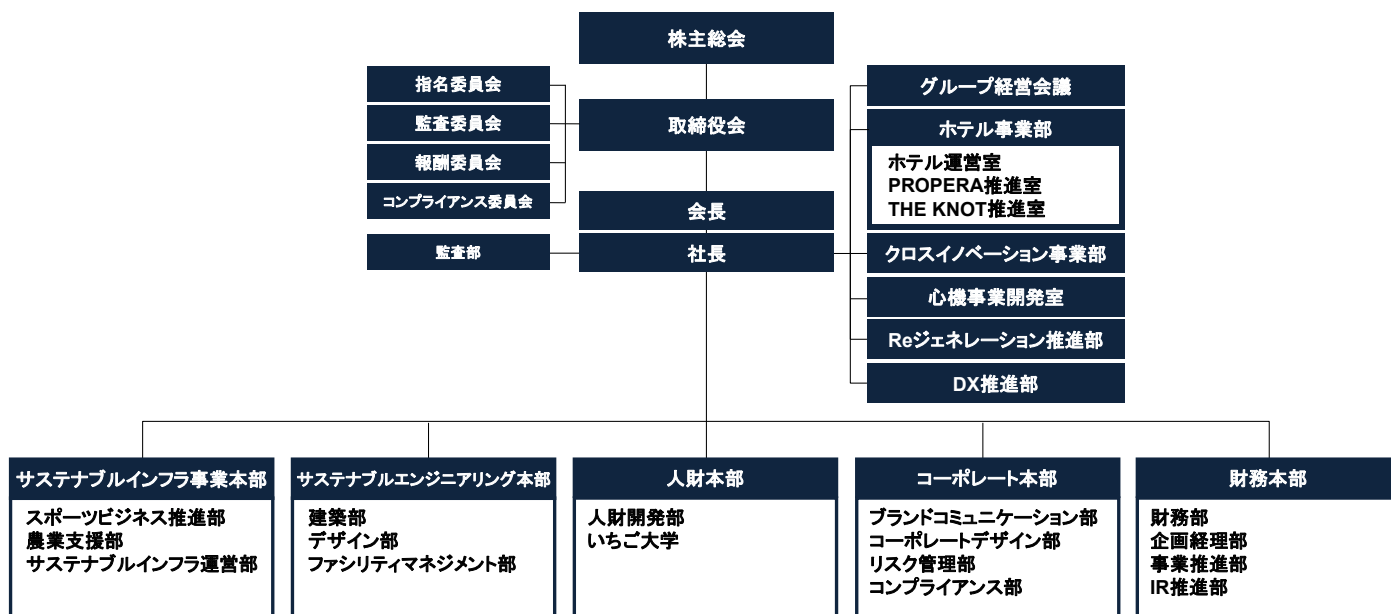 株主総会
指名委員会
監査委員会
報酬委員会
コンプライアンス委員会
取締役会
会長
社長
監査部
グループ経営会議
ホテル事業部
ホテル運営室
PROPERA推進室
THE KNOT推進室
クロスイノベーション事業部
心機事業開発室
Reジェネレーション推進部
DX推進部
サステナブルインフラ事業本部
スポーツビジネス推進部
農業支援部
サステナブルインフラ運営部
サステナブルエンジニアリング本部
建築部
デザイン部
ファシリティマネジメント部
人財本部
人財開発部
いちご大学
コーポレート本部
ブランドコミュニケーション部
コーポレートデザイン部
リスク管理部
コンプライアンス部
財務本部
財務部
企画経理部
事業推進部
IR推進部